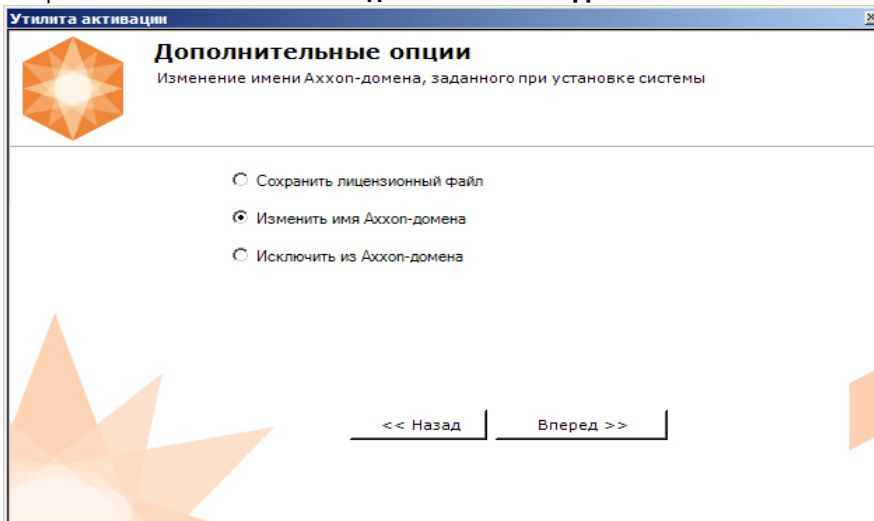 Утилита активации
Дополнительные опции
Изменение имени Axxon-домена, заданного при установке системы
Сохранить лицензионный файл
Изменить имя Axxon-домена
Исключить из Axxon-домена
<< Назад
Вперед >>